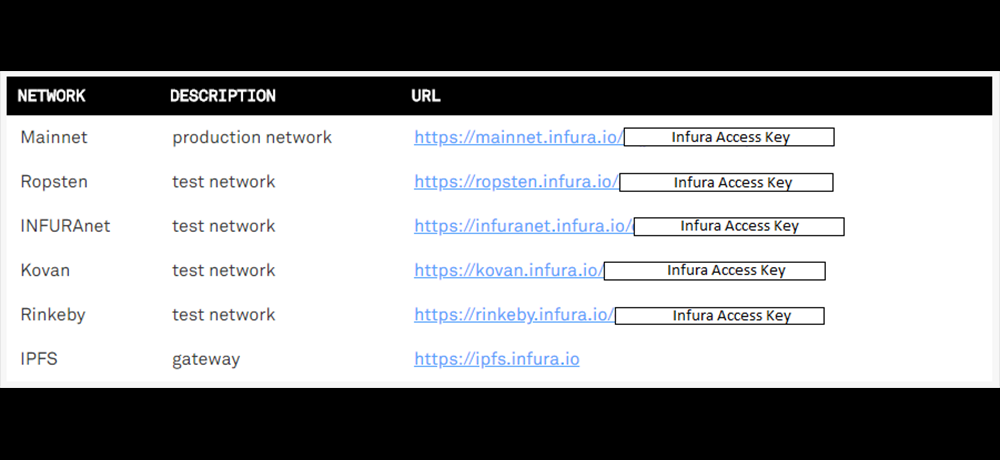 NETWORK DESCRIPTION URL
Mainnet production network https://mainnet.infura.io/ Infura Access Key
Ropsten test network https://ropsten.infura.io/ Infura Access Key
INFURAnet test network https://infuranet.infura.io/ Infura Access Key
Kovan test network https://kovan.infura.io/ Infura Access Key
Rinkeby test network https://rinkeby.infura.io/ Infura Access Key
IPFS gateway https://ipfs.infura.io